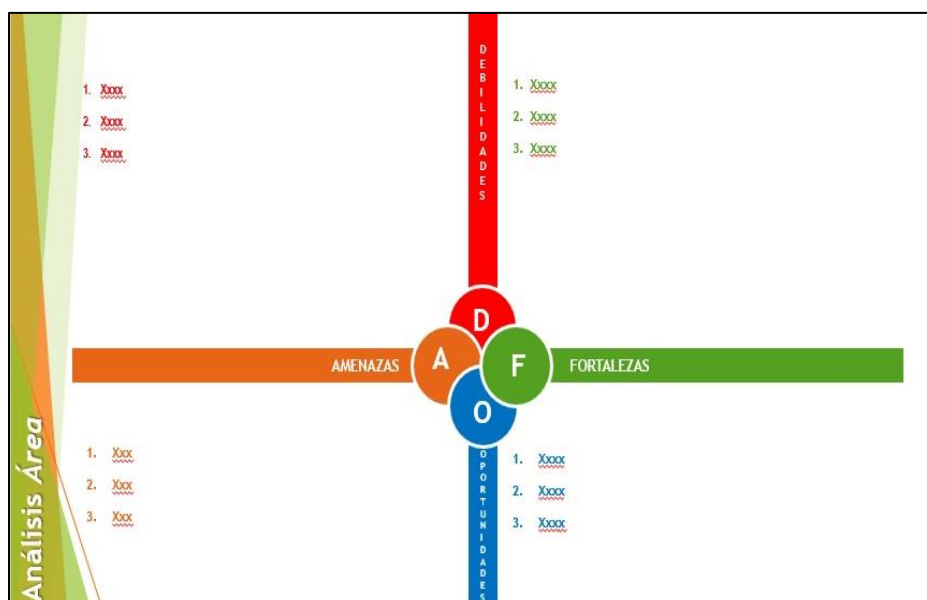 DEBILIDADES
1. Xxxx
2. Xxxx
3. Xxxx
1. Xxxx
2. Xxxx
3. Xxxx
D
AMENAZAS
A
F
FORTALEZAS
O
OPORTUNIDADES
1. Xxx
2. Xxx
3. Xxx
1. Xxxx
2. Xxxx
3. Xxxx
Análisis Área